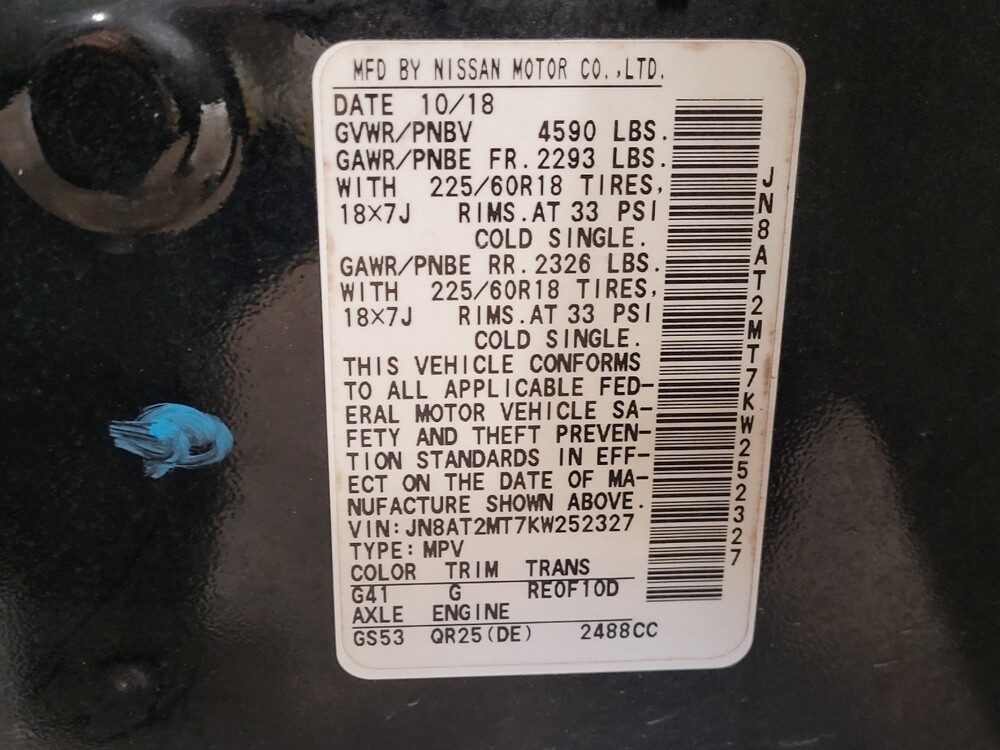 MFD BY NISSAN MOTOR CO.,LTD.
DATE 10/18
GVWR/PNBV 4590 LBS.
GAWR/PNBE FR.2293 LBS.
WITH 225/60R18 TIRES,
18×7J RIMS.AT 33 PSI
COLD SINGLE.
GAWR/PNBE RR.2326 LBS.
WITH 225/60R18 TIRES,
18×7J RIMS.AT 33 PSI
COLD SINGLE.
THIS VEHICLE CONFORMS
TO ALL APPLICABLE FED-
ERAL MOTOR VEHICLE SA-
FETY AND THEFT PREVEN-
TION STANDARDS IN EFF-
ECT ON THE DATE OF MA-
NUFACTURE SHOWN ABOVE.
VIN:JN8AT2MT7KW252327
TYPE:MPV
COLOR TRIM TRANS
G41 G RE0F10D
AXLE ENGINE
GS53 QR25(DE) 2488CC
JN8AT2MT7KW252327